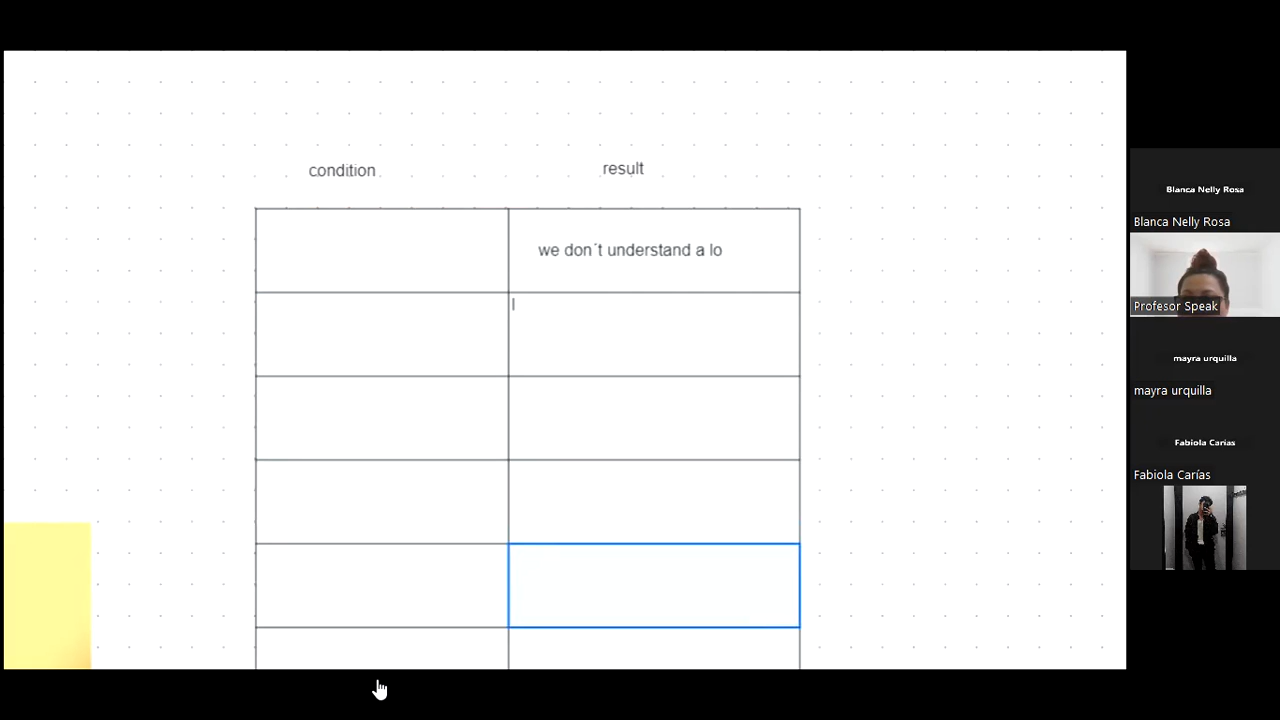 condition
result
we don´t understand a lo
Blanca Nelly Rosa
Blanca Nelly Rosa
Profesor Speak
mayra urquilla
mayra urquilla
Fabiola Carías
Fabiola Carías